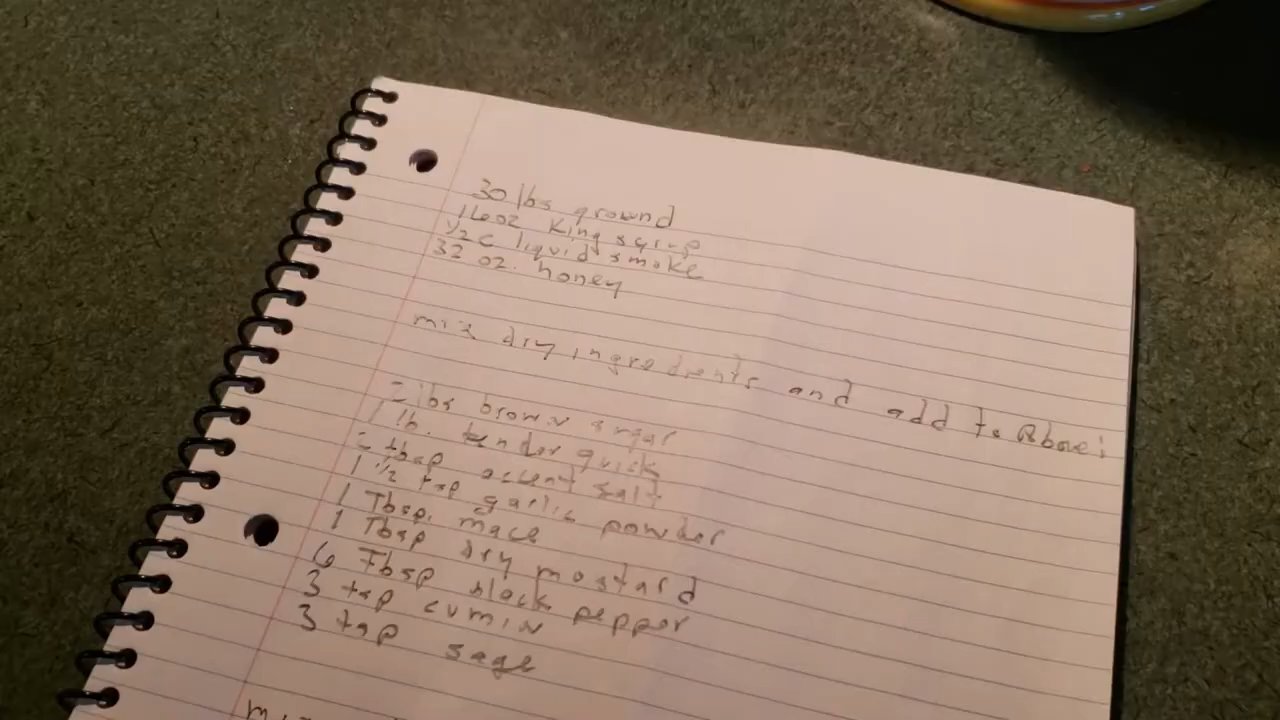 30 lbs ground
16oz King syrup
1/2 c liquid smoke
32 oz. honey
mix dry ingredients and add to Above:
2 lbs brown sugar
1 lb. tender quick
2 tbsp accent salt
1 1/2 tsp garlic powder
1 Tbsp. mace
1 Tbsp dry mostard
6 Tbsp black pepper
3 tsp cumin
3 tsp sage